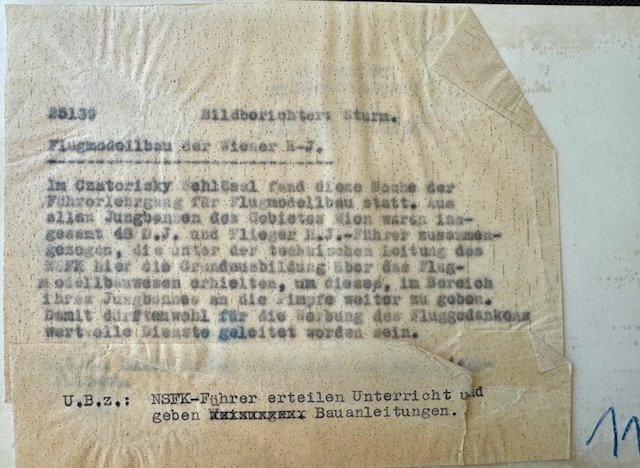 25139 Bildberichter: Sturm.
Flugmodellbau der Wiener H-J.
Im Czatorisky Schlössl fand diese Woche der
Führerlehrgang für Flugmodellbau statt. Aus
allen Jungbannen des Gebietes Wien waren ins-
gesamt 48 D.J. und Flieger H.J.-Führer zusammen-
gezogen, die unter der technischen Leitung des
NSFK hier die Grundausbildung über das Flug-
modellbauwesen erhielten, um dieses, im Bereich
ihres Jungbannes an die Pimpfe weiter zu geben.
Damit dürften wohl für die Werbung des Fluggedankens
wertvolle Dienste geleitet worden sein.
U.B.z.: NSFK-Führer erteilen Unterricht und
geben Bauanleitungen.
11